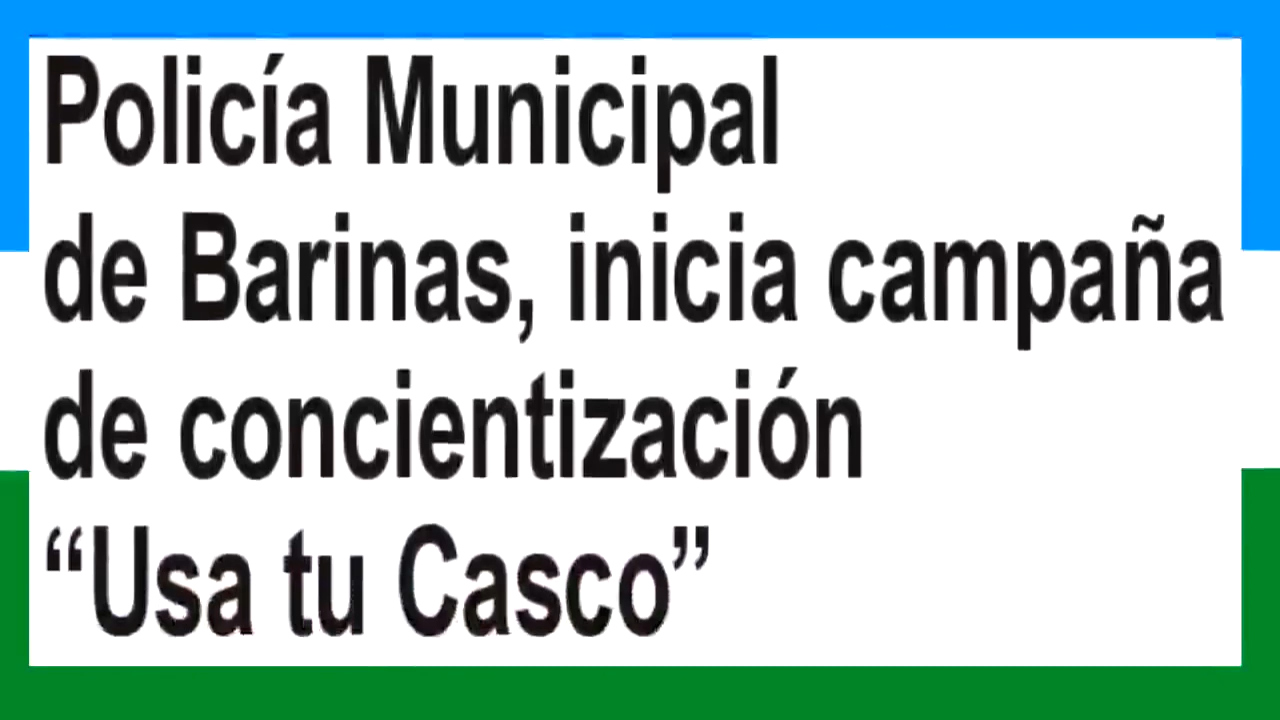 Policía Municipal
de Barinas, inicia campaña
de concientización
“Usa tu Casco”